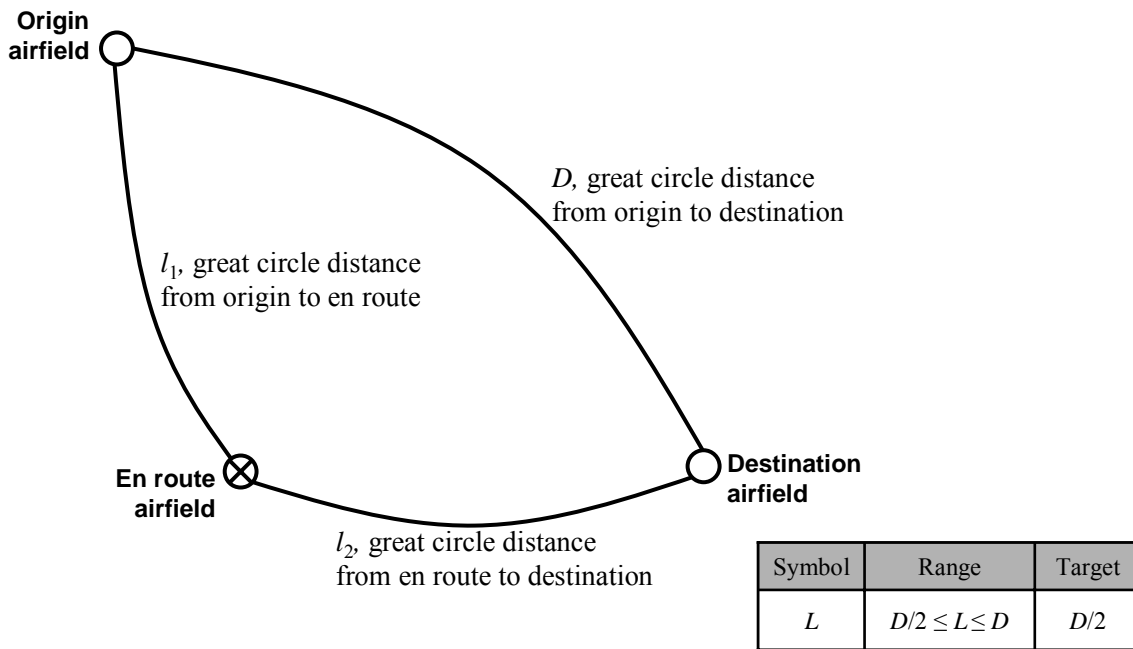 Origin
airfield
D, great circle distance
from origin to destination
l₁, great circle distance
from origin to en route
En route
airfield
Destination
airfield
l₂, great circle distance
from en route to destination
Symbol Range Target
L D/2 ≤ L ≤ D D/2